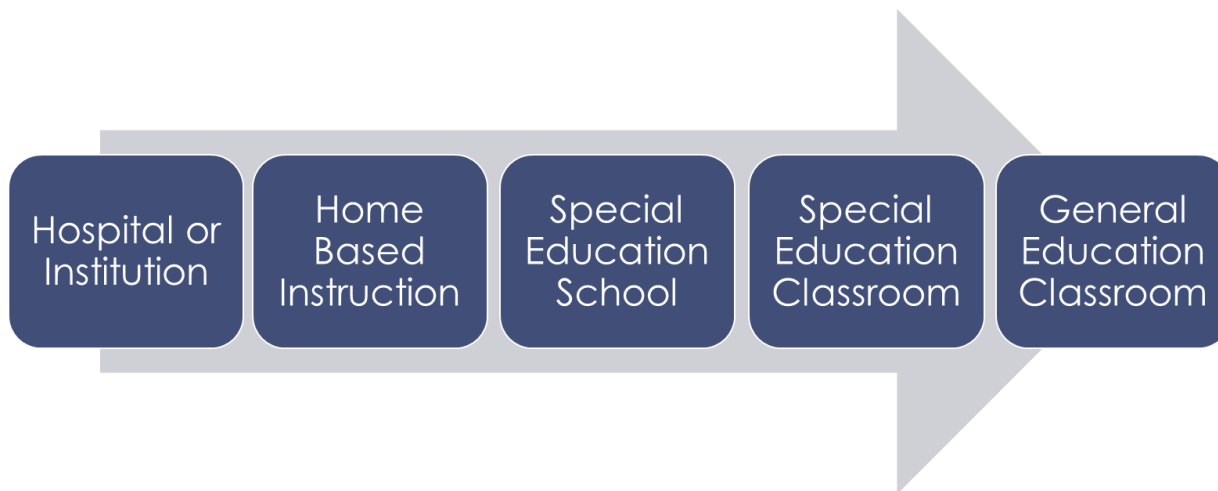 Hospital or
Institution
Home
Based
Instruction
Special
Education
School
Special
Education
Classroom
General
Education
Classroom